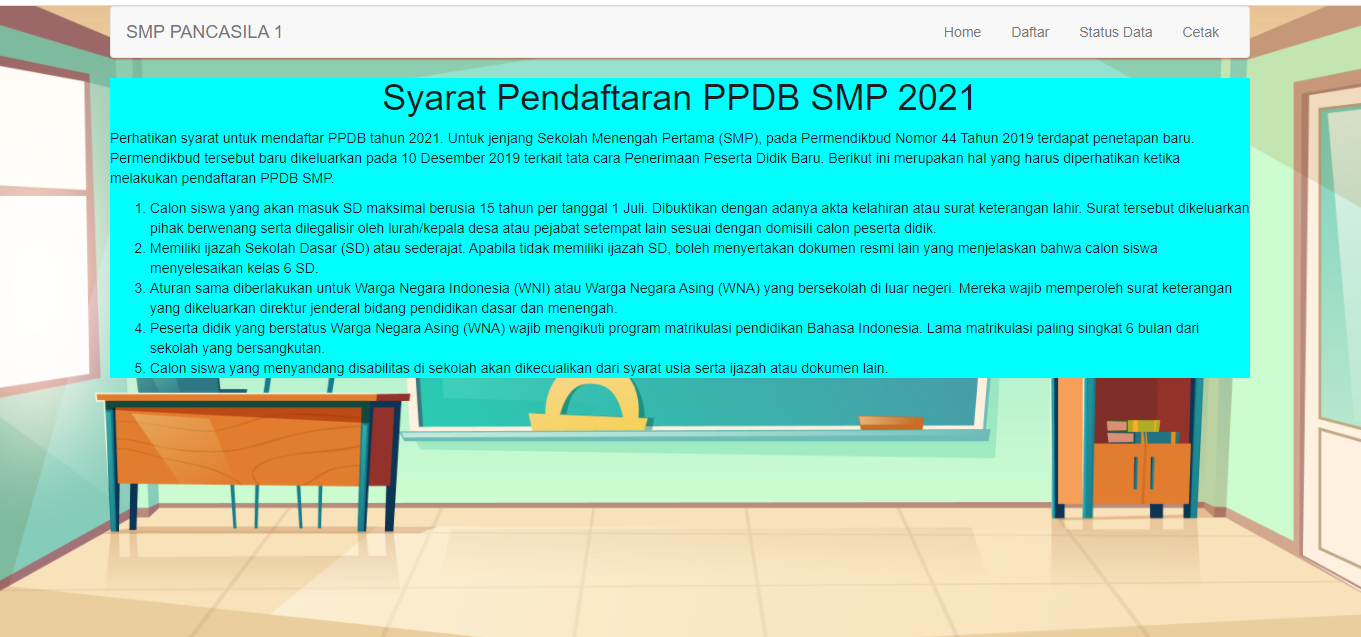 SMP PANCASILA 1
Home Daftar Status Data Cetak
Syarat Pendaftaran PPDB SMP 2021
Perhatikan syarat untuk mendaftar PPDB tahun 2021. Untuk jenjang Sekolah Menengah Pertama (SMP), pada Permendikbud Nomor 44 Tahun 2019 terdapat penetapan baru.
Permendikbud tersebut baru dikeluarkan pada 10 Desember 2019 terkait tata cara Penerimaan Peserta Didik Baru. Berikut ini merupakan hal yang harus diperhatikan ketika
melakukan pendaftaran PPDB SMP.
1. Calon siswa yang akan masuk SD maksimal berusia 15 tahun per tanggal 1 Juli. Dibuktikan dengan adanya akta kelahiran atau surat keterangan lahir. Surat tersebut dikeluarkan
pihak berwenang serta dilegalisir oleh lurah/kepala desa atau pejabat setempat lain sesuai dengan domisili calon peserta didik.
2. Memiliki ijazah Sekolah Dasar (SD) atau sederajat. Apabila tidak memiliki ijazah SD, boleh menyertakan dokumen resmi lain yang menjelaskan bahwa calon siswa
menyelesaikan kelas 6 SD.
3. Aturan sama diberlakukan untuk Warga Negara Indonesia (WNI) atau Warga Negara Asing (WNA) yang bersekolah di luar negeri. Mereka wajib memperoleh surat keterangan
yang dikeluarkan direktur jenderal bidang pendidikan dasar dan menengah.
4. Peserta didik yang berstatus Warga Negara Asing (WNA) wajib mengikuti program matrikulasi pendidikan Bahasa Indonesia. Lama matrikulasi paling singkat 6 bulan dari
sekolah yang bersangkutan.
5. Calon siswa yang menyandang disabilitas di sekolah akan dikecualikan dari syarat usia serta ijazah atau dokumen lain.